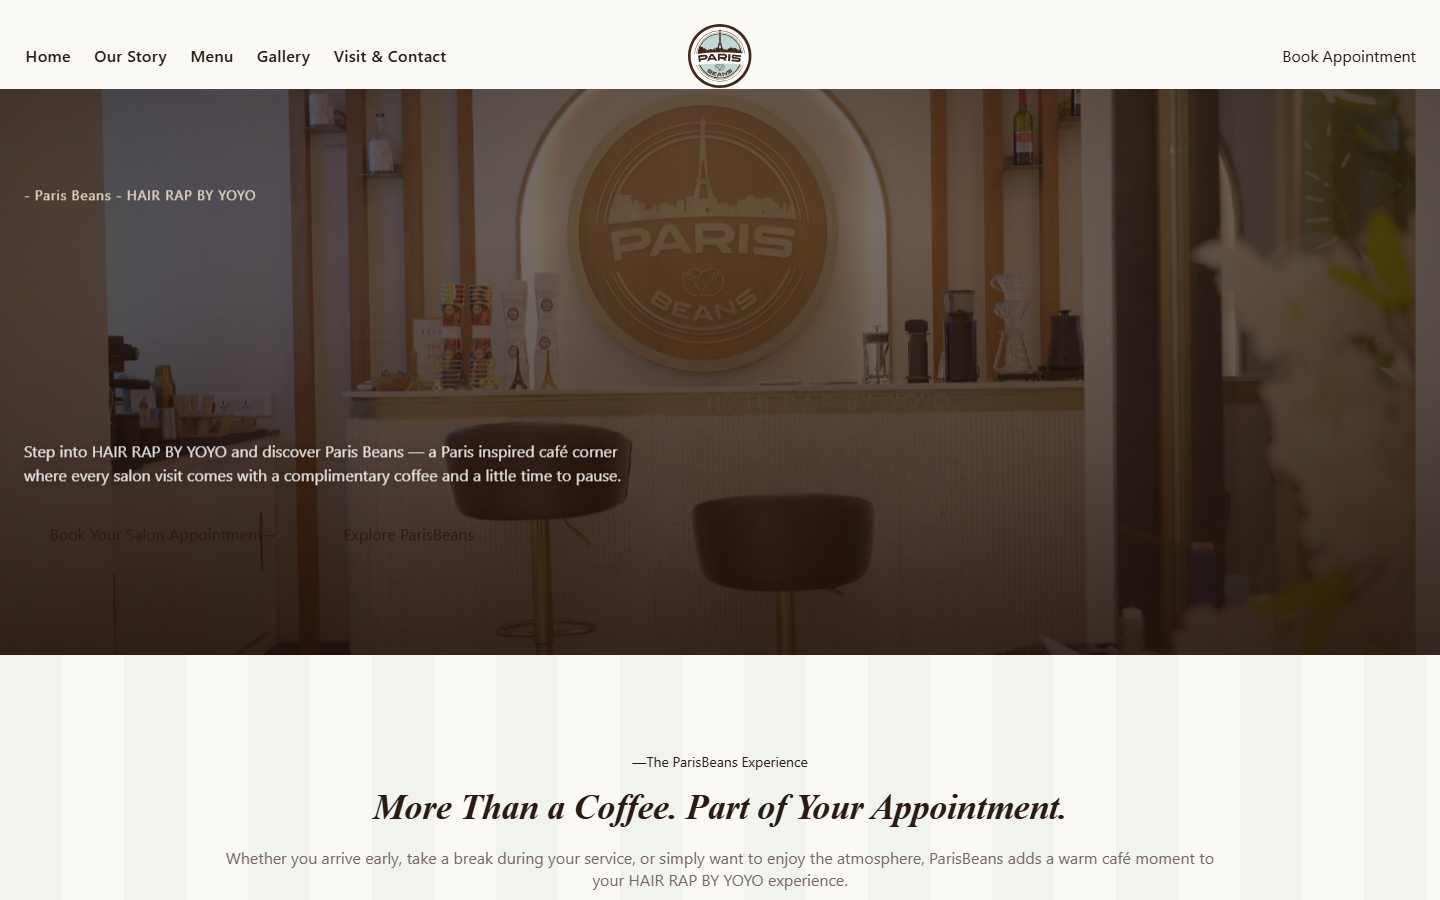 Home Our Story Menu Gallery Visit & Contact
PARIS
BEANS
Book Appointment
- Paris Beans - HAIR RAP BY YOYO
PARIS
BEANS
HAIR RAP BY YOYO
Step into HAIR RAP BY YOYO and discover Paris Beans — a Paris inspired café corner
where every salon visit comes with a complimentary coffee and a little time to pause.
Book Your Salon Appointment→ Explore ParisBeans
—The ParisBeans Experience
More Than a Coffee. Part of Your Appointment.
Whether you arrive early, take a break during your service, or simply want to enjoy the atmosphere, ParisBeans adds a warm café moment to
your HAIR RAP BY YOYO experience.